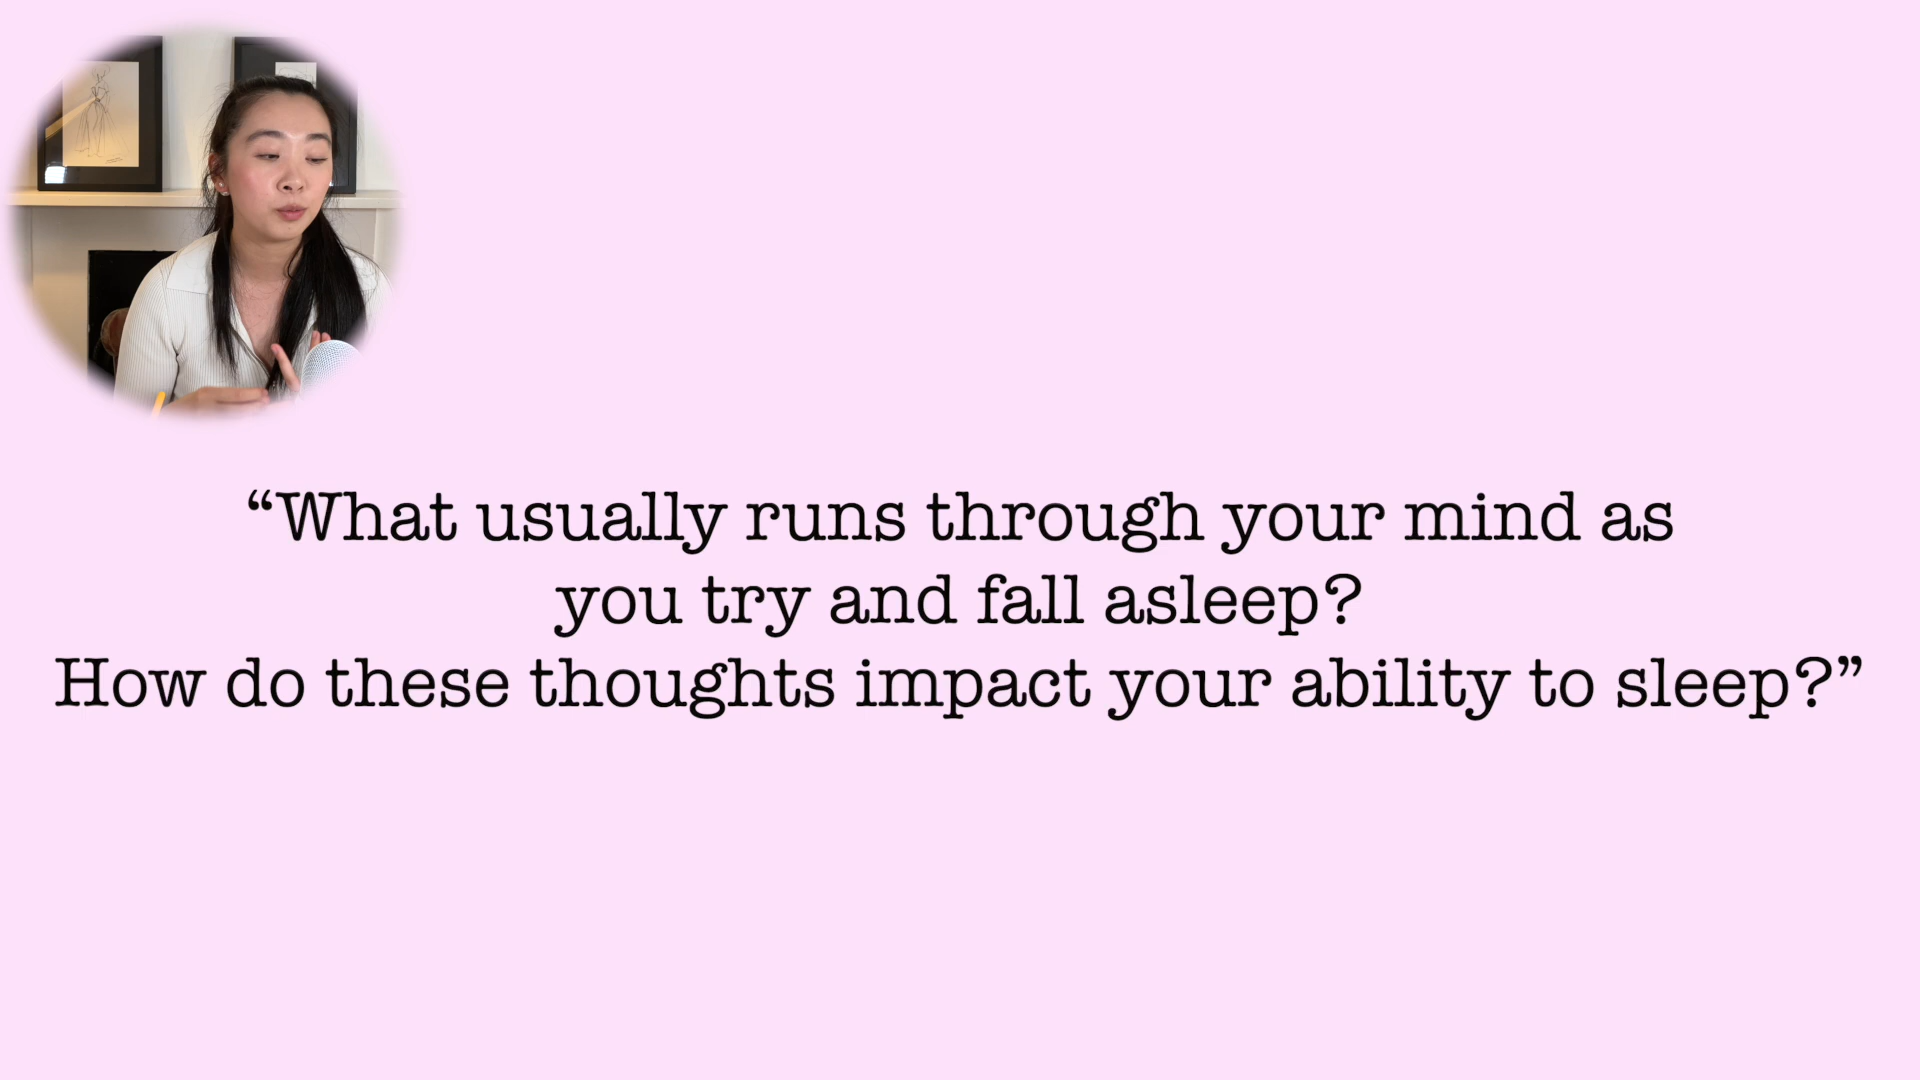 “What usually runs through your mind as
you try and fall asleep?
How do these thoughts impact your ability to sleep?”